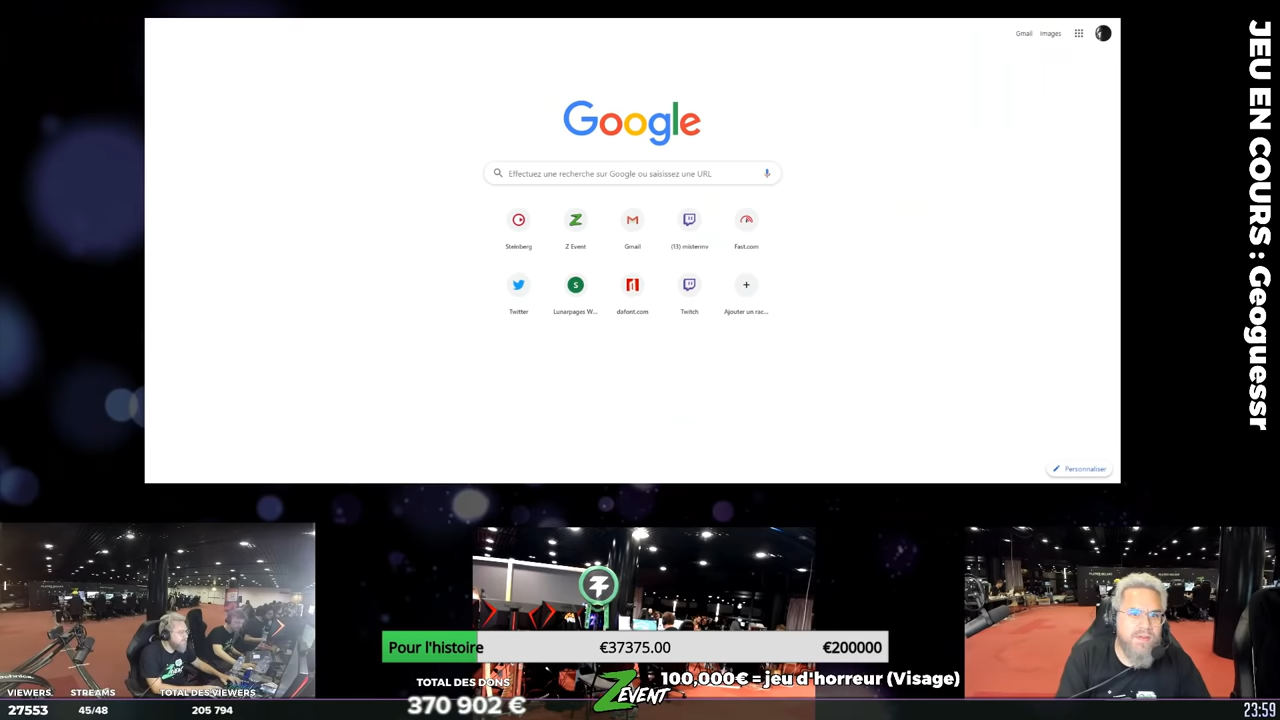 Gmail Images
Google
Effectuez une recherche sur Google ou saisissez une URL
Steinberg
Z Event
Gmail
(13) mistermv
Fast.com
Twitter
S
Lunarpages W...
dafont.com
Twitch
Ajouter un rac...
Personnaliser
JEU EN COURS : Geoguessr
Pour l'histoire
€37375.00
€200000
TOTAL DES DONS
370 902 €
Z EVENT
100,000€ = jeu d'horreur (Visage)
VIEWERS
STREAMS
TOTAL DES VIEWERS
27553
45/48
205 794
23:59